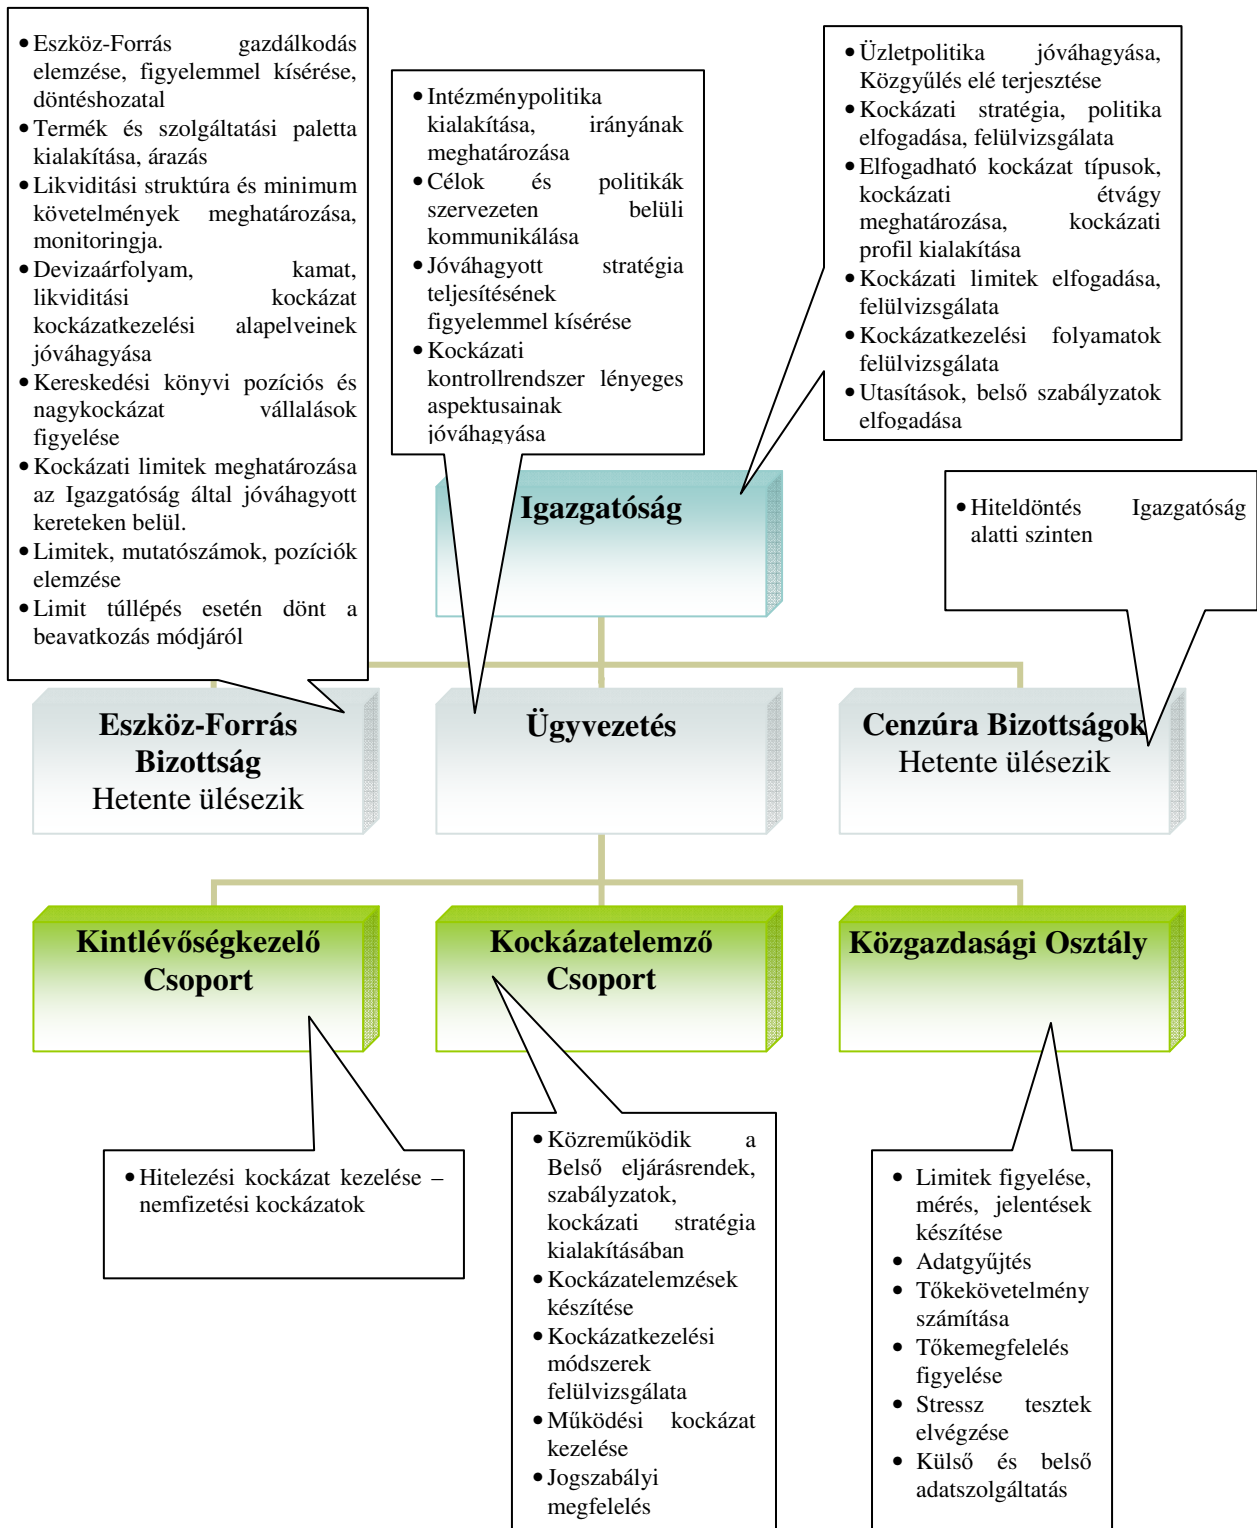 • Eszköz-Forrás gazdálkodás
elemzése, figyelemmel kísérése,
döntéshozatal
• Termék és szolgáltatási paletta
kialakítása, árazás
• Likviditási struktúra és minimum
követelmények meghatározása,
monitoringja.
• Devizaárfolyam, kamat,
likviditási kockázat
kockázatkezelési alapelveinek
jóváhagyása
• Kereskedési könyvi pozíciós és
nagykockázat vállalások
figyelése
• Kockázati limitek meghatározása
az Igazgatóság által jóváhagyott
kereteken belül.
• Limitek, mutatószámok, pozíciók
elemzése
• Limit túllépés esetén dönt a
beavatkozás módjáról
• Intézménypolitika
kialakítása, irányának
meghatározása
• Célok és politikák
szervezeten belüli
kommunikálása
• Jóváhagyott stratégia
teljesítésének
figyelemmel kísérése
• Kockázati
kontrollrendszer lényeges
aspektusainak
jóváhagyása
• Üzletpolitika jóváhagyása,
Közgyűlés elé terjesztése
• Kockázati stratégia, politika
elfogadása, felülvizsgálata
• Elfogadható kockázat típusok,
kockázati étvágy
meghatározása, kockázati
profil kialakítása
• Kockázati limitek elfogadása,
felülvizsgálata
• Kockázatkezelési folyamatok
felülvizsgálata
• Utasítások, belső szabályzatok
elfogadása
Igazgatóság
• Hiteldöntés Igazgatóság
alatti szinten
Eszköz-Forrás
Bizottság
Hetente ülésezik
Ügyvezetés
Cenzúra Bizottságok
Hetente ülésezik
Kintlévőségkezelő
Csoport
Kockázatelemző
Csoport
Közgazdasági Osztály
• Hitelezési kockázat kezelése –
nemfizetési kockázatok
• Közreműködik a
Belső eljárásrendek,
szabályzatok,
kockázati stratégia
kialakításában
• Kockázatelemzések
készítése
• Kockázatkezelési
módszerek
felülvizsgálata
• Működési kockázat
kezelése
• Jogszabályi
megfelelés
• Limitek figyelése,
mérés, jelentések
készítése
• Adatgyűjtés
• Tőkekövetelmény
számítása
• Tőkemegfelelés
figyelése
• Stressz tesztek
elvégzése
• Külső és belső
adatszolgáltatás